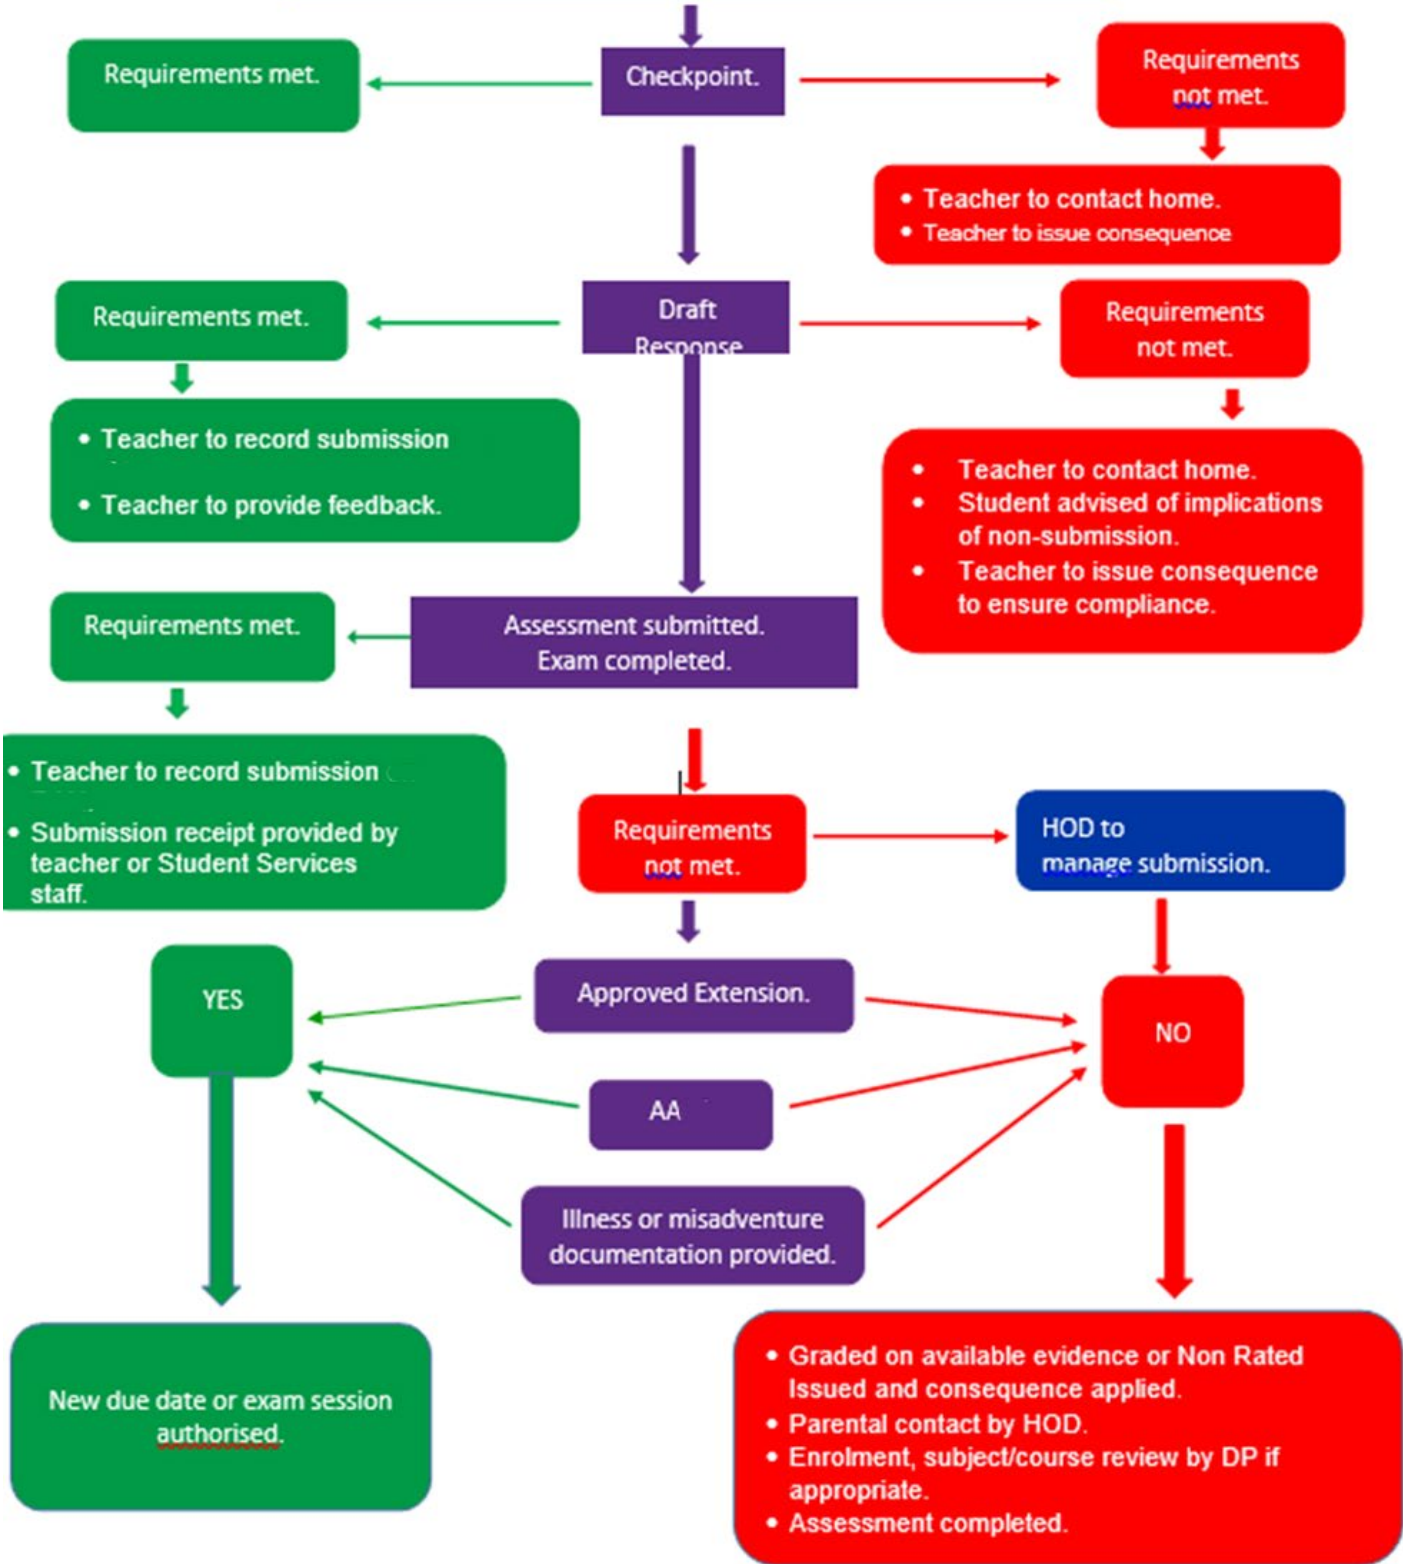 Requirements met.
Checkpoint.
Requirements
not met.
• Teacher to contact home.
• Teacher to issue consequence
Requirements met.
Draft
Response
Requirements
not met.
• Teacher to record submission
• Teacher to provide feedback.
• Teacher to contact home.
• Student advised of implications
of non-submission.
• Teacher to issue consequence
to ensure compliance.
Requirements met.
Assessment submitted.
Exam completed.
• Teacher to record submission
• Submission receipt provided by
teacher or Student Services
staff.
Requirements
not met.
HOD to
manage submission.
YES
Approved Extension.
NO
AA
Illness or misadventure
documentation provided.
New due date or exam session
authorised.
• Graded on available evidence or Non Rated
Issued and consequence applied.
• Parental contact by HOD.
• Enrolment, subject/course review by DP if
appropriate.
• Assessment completed.